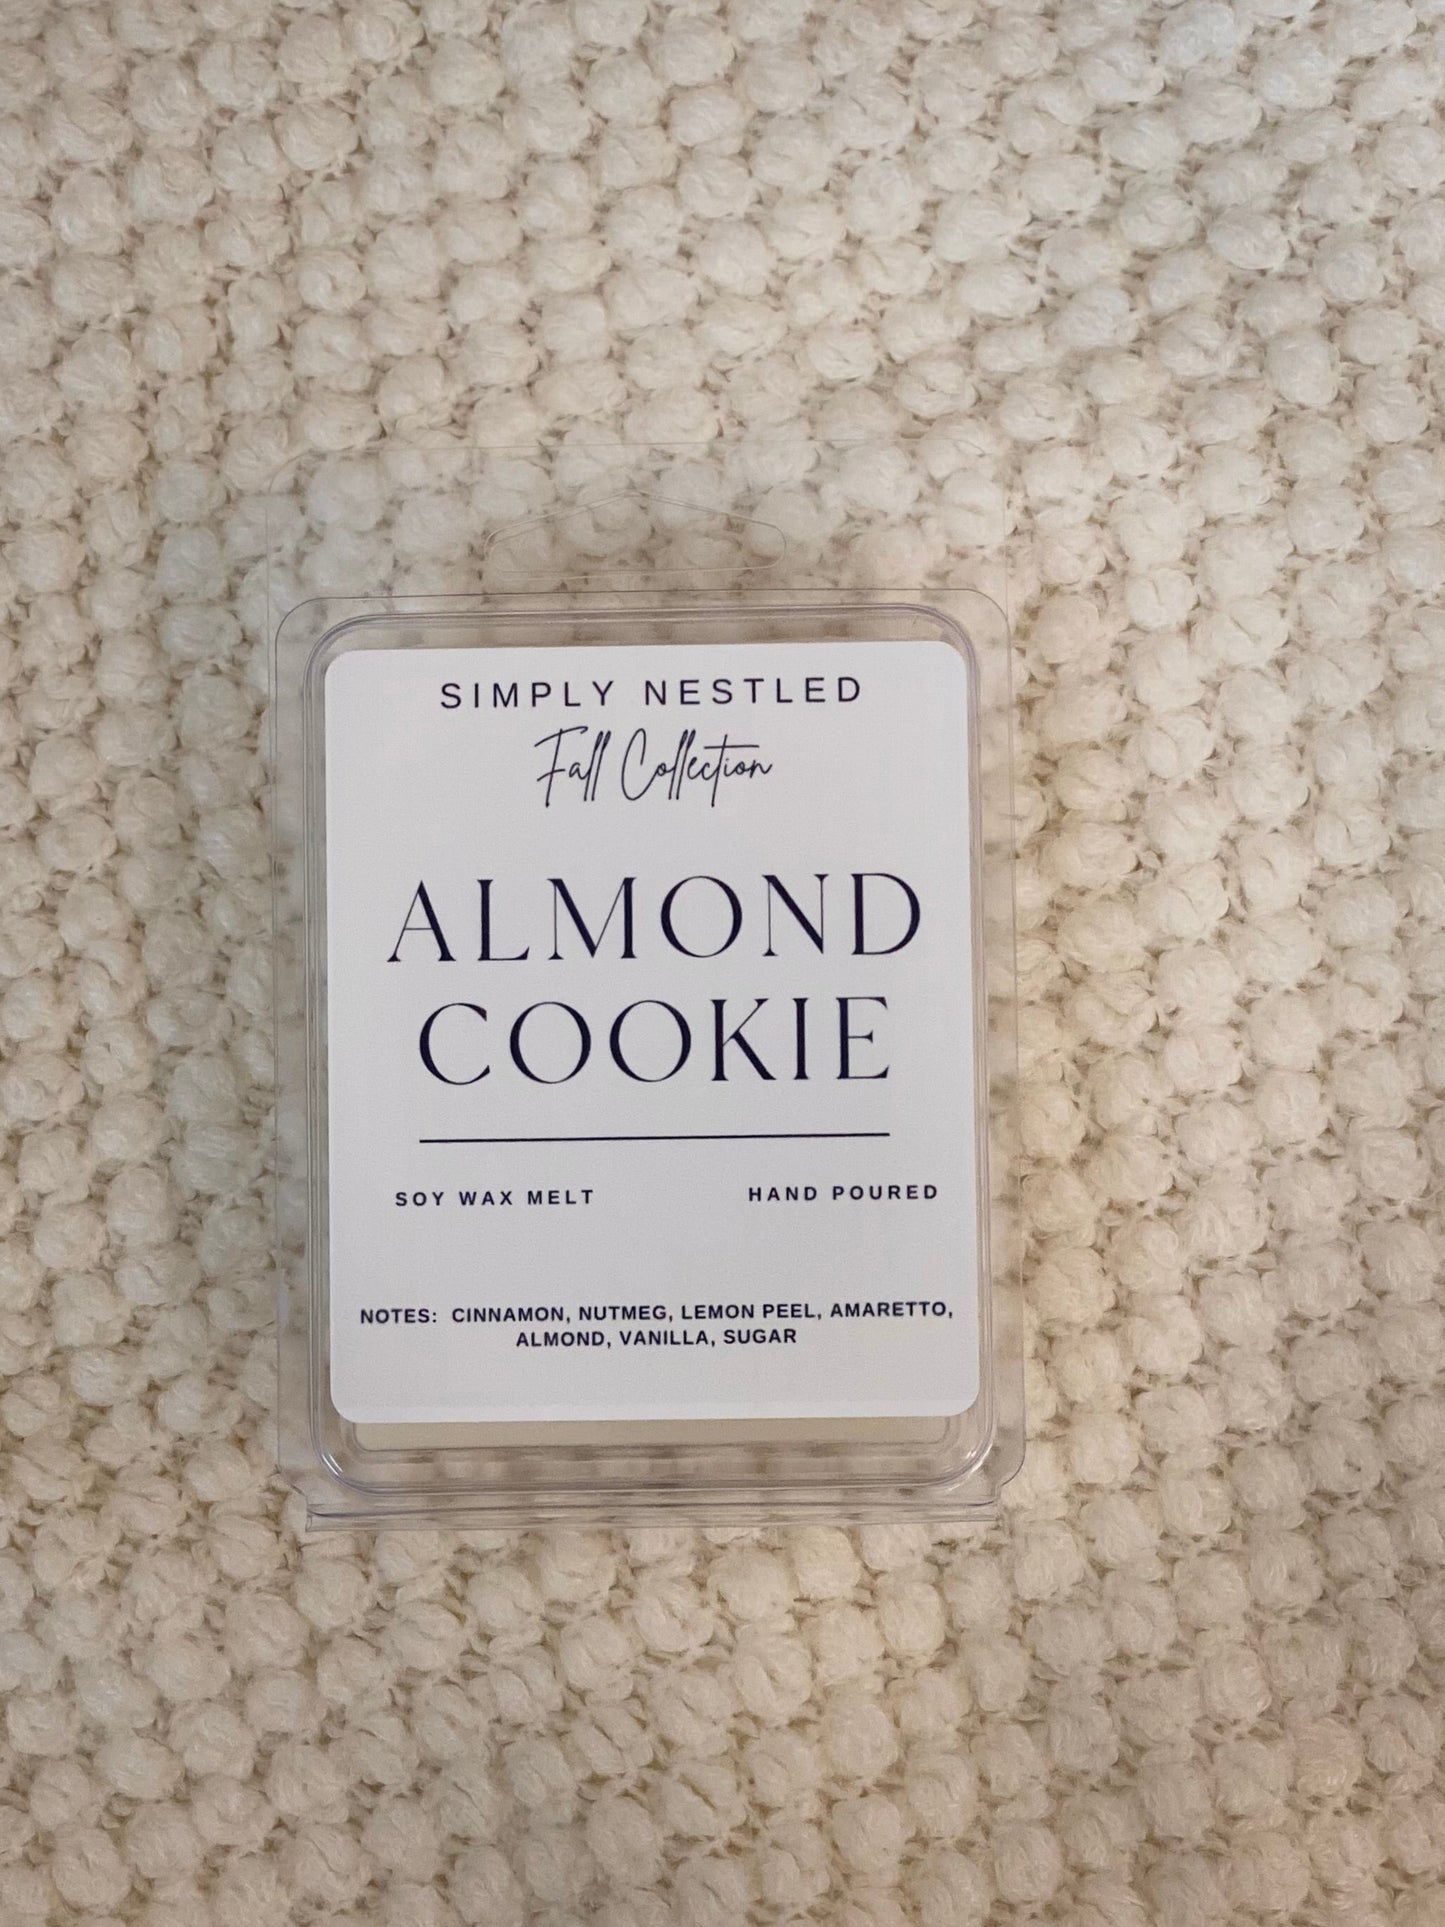 SIMPLY NESTLED
Fall Collection
ALMOND
COOKIE
SOY WAX MELT HAND POURED
NOTES: CINNAMON, NUTMEG, LEMON PEEL, AMARETTO,
ALMOND, VANILLA, SUGAR